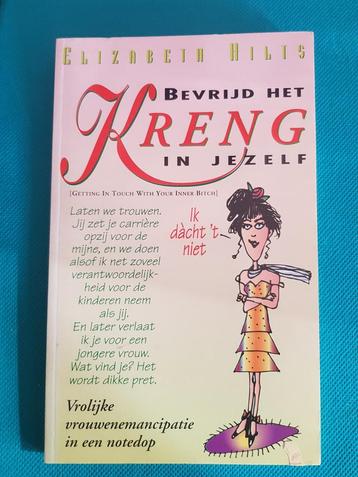 ELIZABETH HILTS
BEVRIJD HET
KRENG
IN JEZELF
[GETTING IN TOUCH WITH YOUR INNER BITCH]
Laten we trouwen.
Jij zet je carrière
opzij voor de
mijne, en we doen
alsof ik net zoveel
verantwoordelijk-
heid voor de
kinderen neem
als jij.
En later verlaat
ik je voor een
jongere vrouw.
Wat vind je? Het
wordt dikke pret.
Ik
dàcht 't
niet
Vrolijke
vrouwenemancipatie
in een notedop